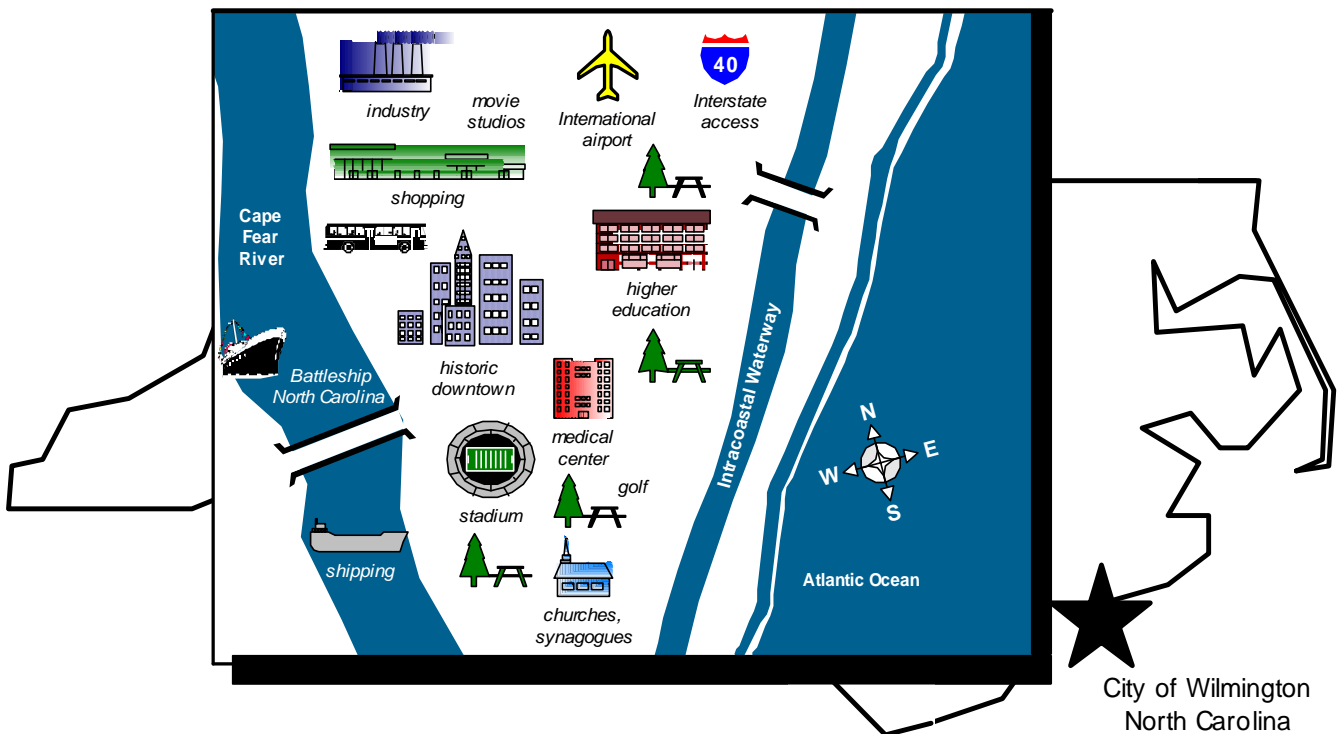 40
industry
movie
studios
International
airport
Interstate
access
shopping
Cape
Fear
River
higher
education
Battleship
North Carolina
historic
downtown
Intracoastal Waterway
medical
center
golf
stadium
N
E
W
S
shipping
Atlantic Ocean
churches,
synagogues
City of Wilmington
North Carolina